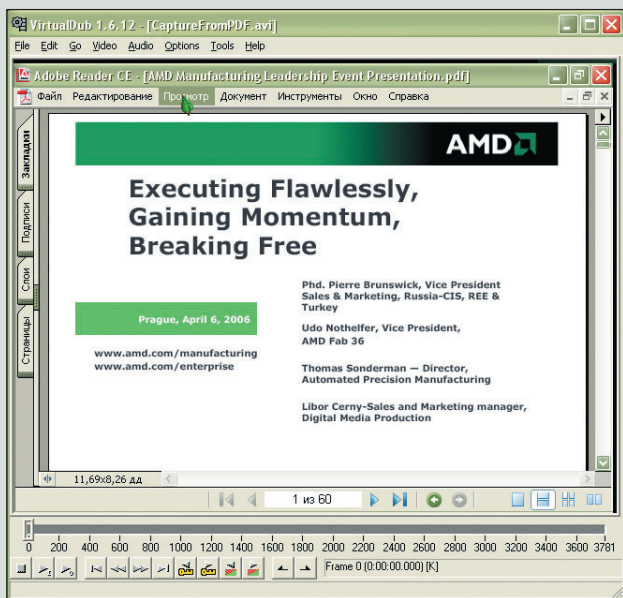 VirtualDub 1.6.12 - [CaptureFromPDF.avi]
File Edit Go Video Audio Options Tools Help
Adobe Reader CE - [AMD Manufacturing Leadership Event Presentation.pdf]
Файл Редактирование Просмотр Документ Инструменты Окно Справка
Закладки
Подписи
Слои
Страницы
AMD
Executing Flawlessly,
Gaining Momentum,
Breaking Free
Prague, April 6, 2006
www.amd.com/manufacturing
www.amd.com/enterprise
Phd. Pierre Brunswick, Vice President
Sales & Marketing, Russia-CIS, REE &
Turkey
Udo Nothelfer, Vice President,
AMD Fab 36
Thomas Sonderman — Director,
Automated Precision Manufacturing
Libor Cerny-Sales and Marketing manager,
Digital Media Production
11,69x8,26 дд
1 из 60
0 200 400 600 800 1000 1200 1400 1600 1800 2000 2200 2400 2600 2800 3000 3200 3400 3600 3781
Frame 0 (0:00:00.000) [K]